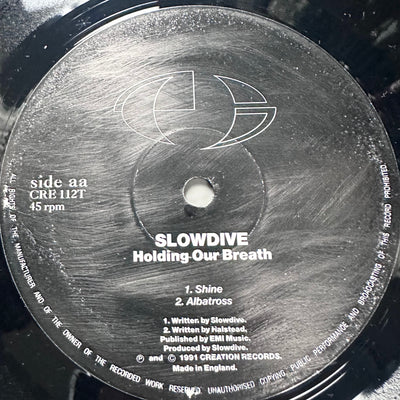 side aa
CRE 112T
45 rpm
SLOWDIVE
Holding Our Breath
1. Shine
2. Albatross
1. Written by Slowdive.
2. Written by Halstead.
Published by EMI Music.
Produced by Slowdive.
℗ and © 1991 CREATION RECORDS.
Made in England.
ALL RIGHTS OF THE MANUFACTURER AND OF THE OWNER OF THE RECORDED WORK RESERVED. UNAUTHORISED COPYING, PUBLIC PERFORMANCE AND BROADCASTING OF THIS RECORD PROHIBITED.